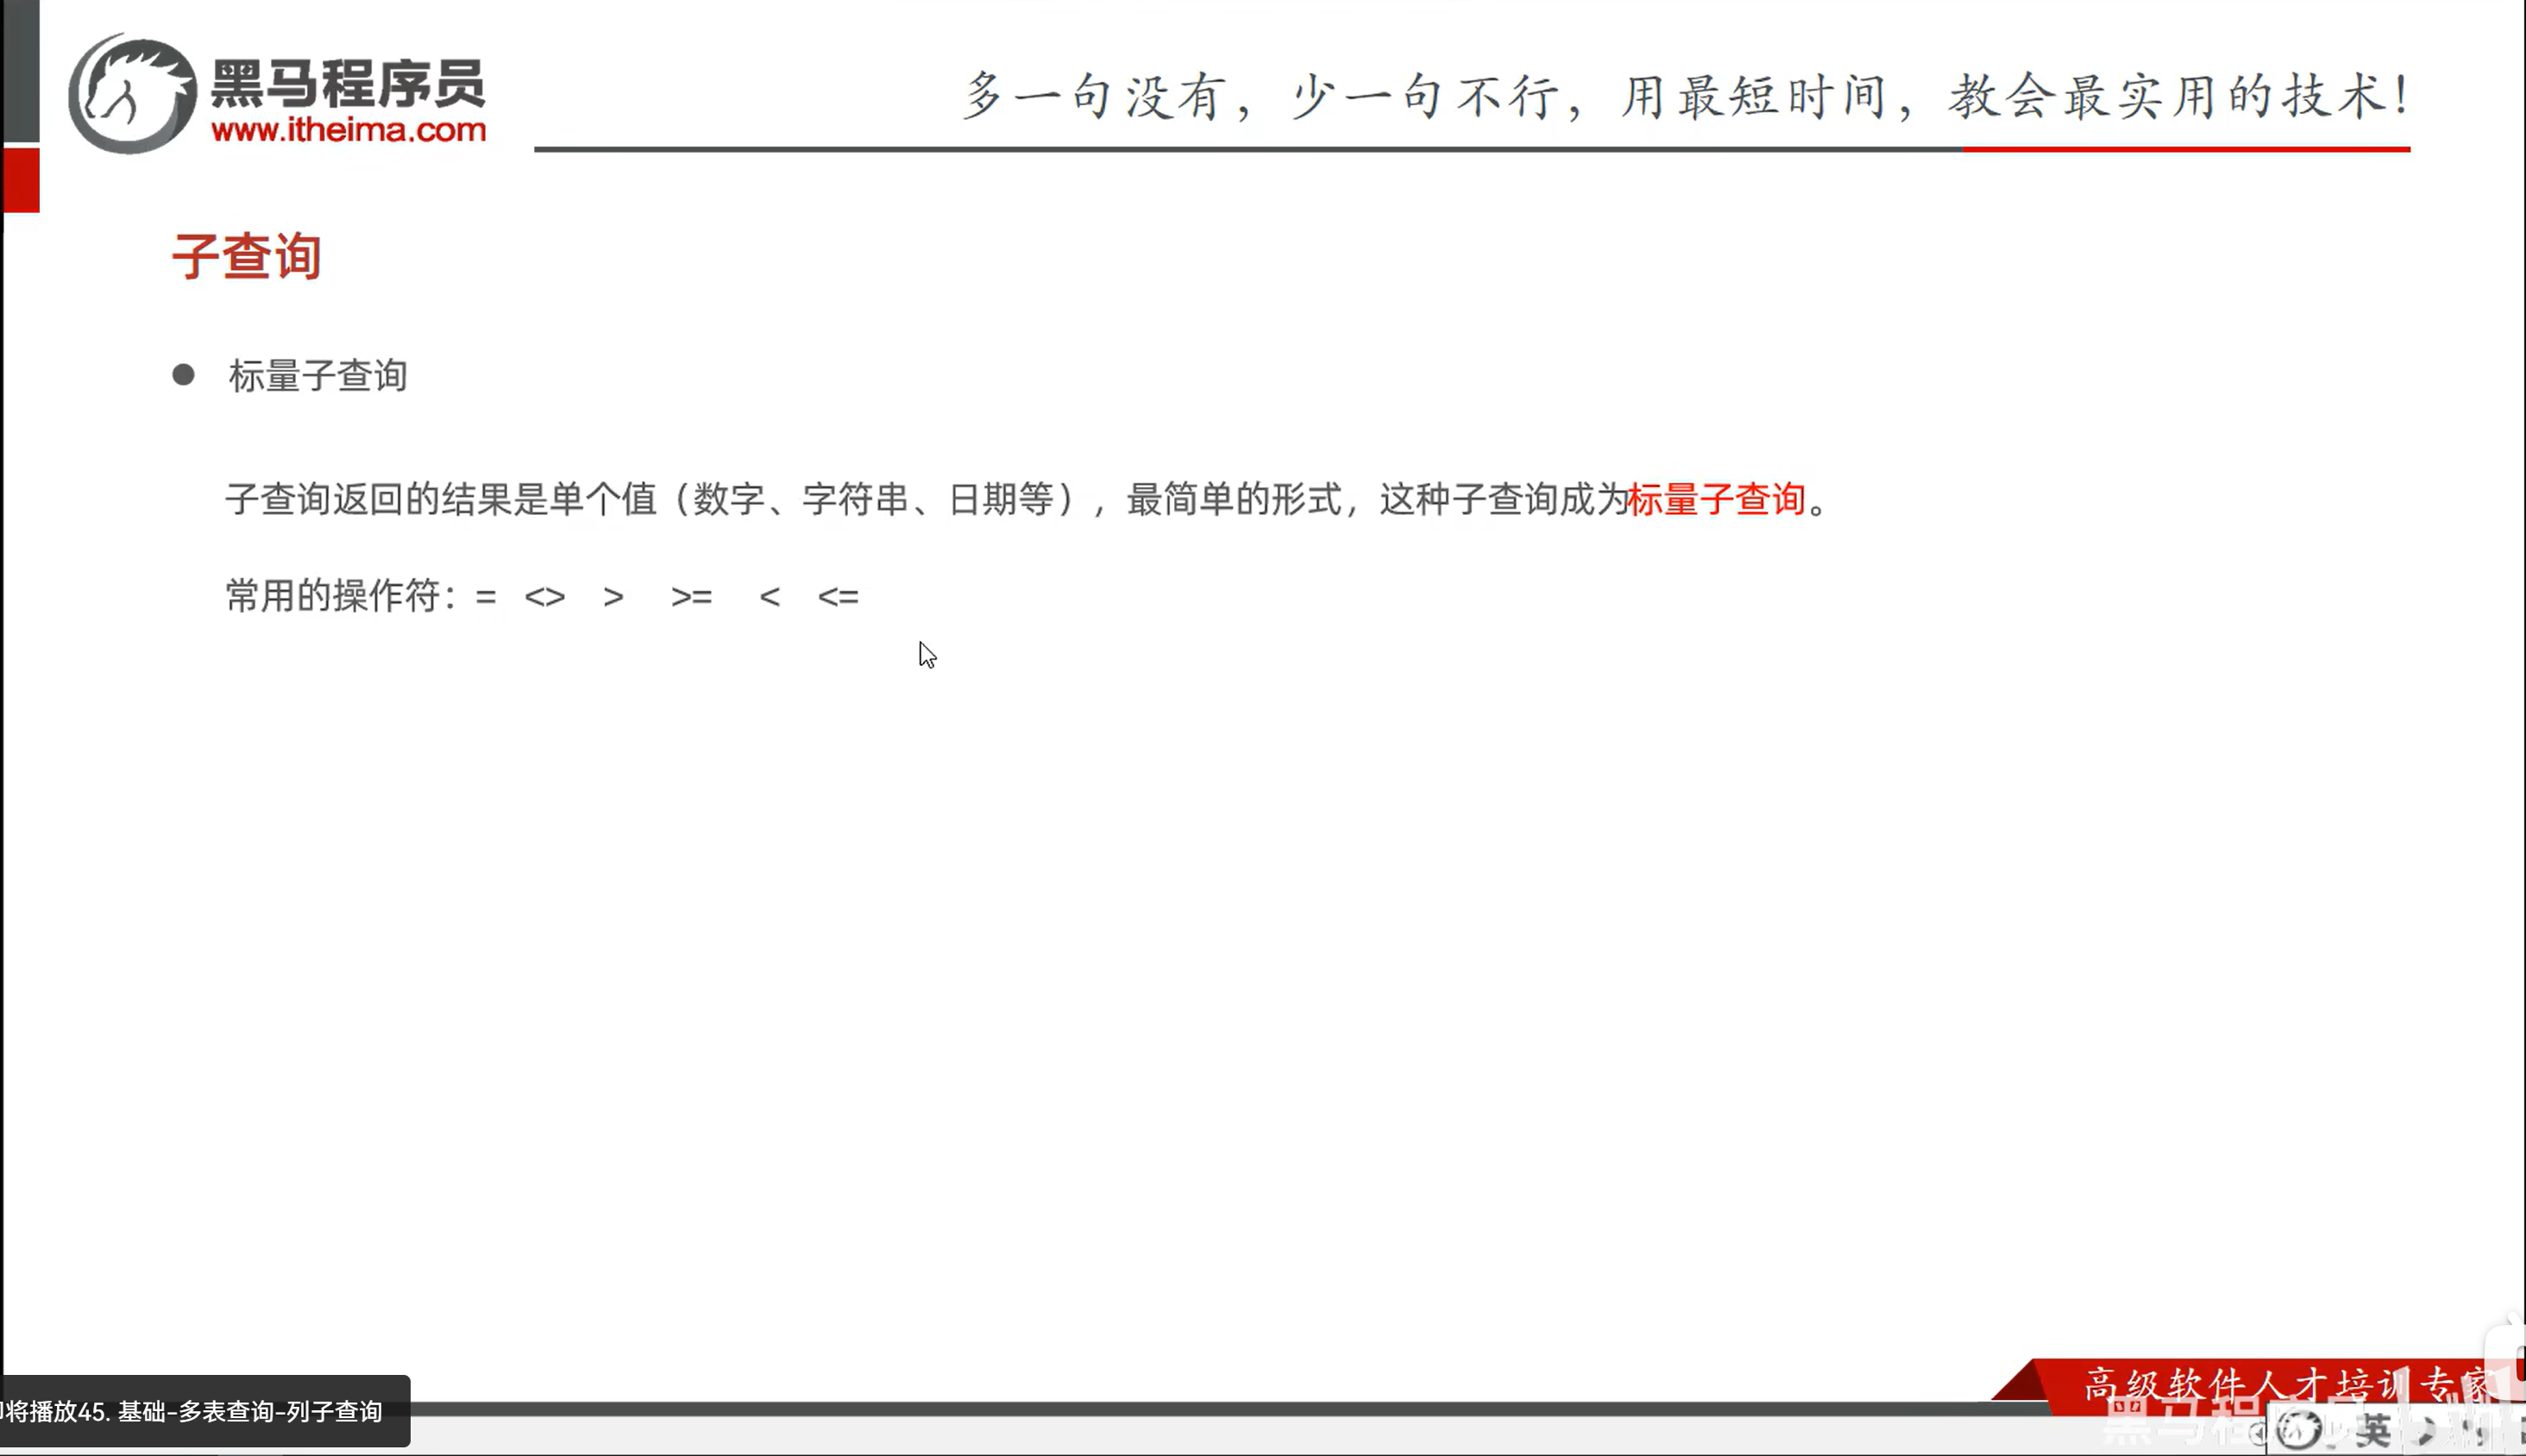 黑马程序员
www.itheima.com
多一句没有，少一句不行，用最短时间，教会最实用的技术！
子查询
● 标量子查询
子查询返回的结果是单个值（数字、字符串、日期等），最简单的形式，这种子查询成为标量子查询。
常用的操作符：= <> > >= < <=
高级软件人才培训专家
将播放45. 基础-多表查询-列子查询
黑马程
英